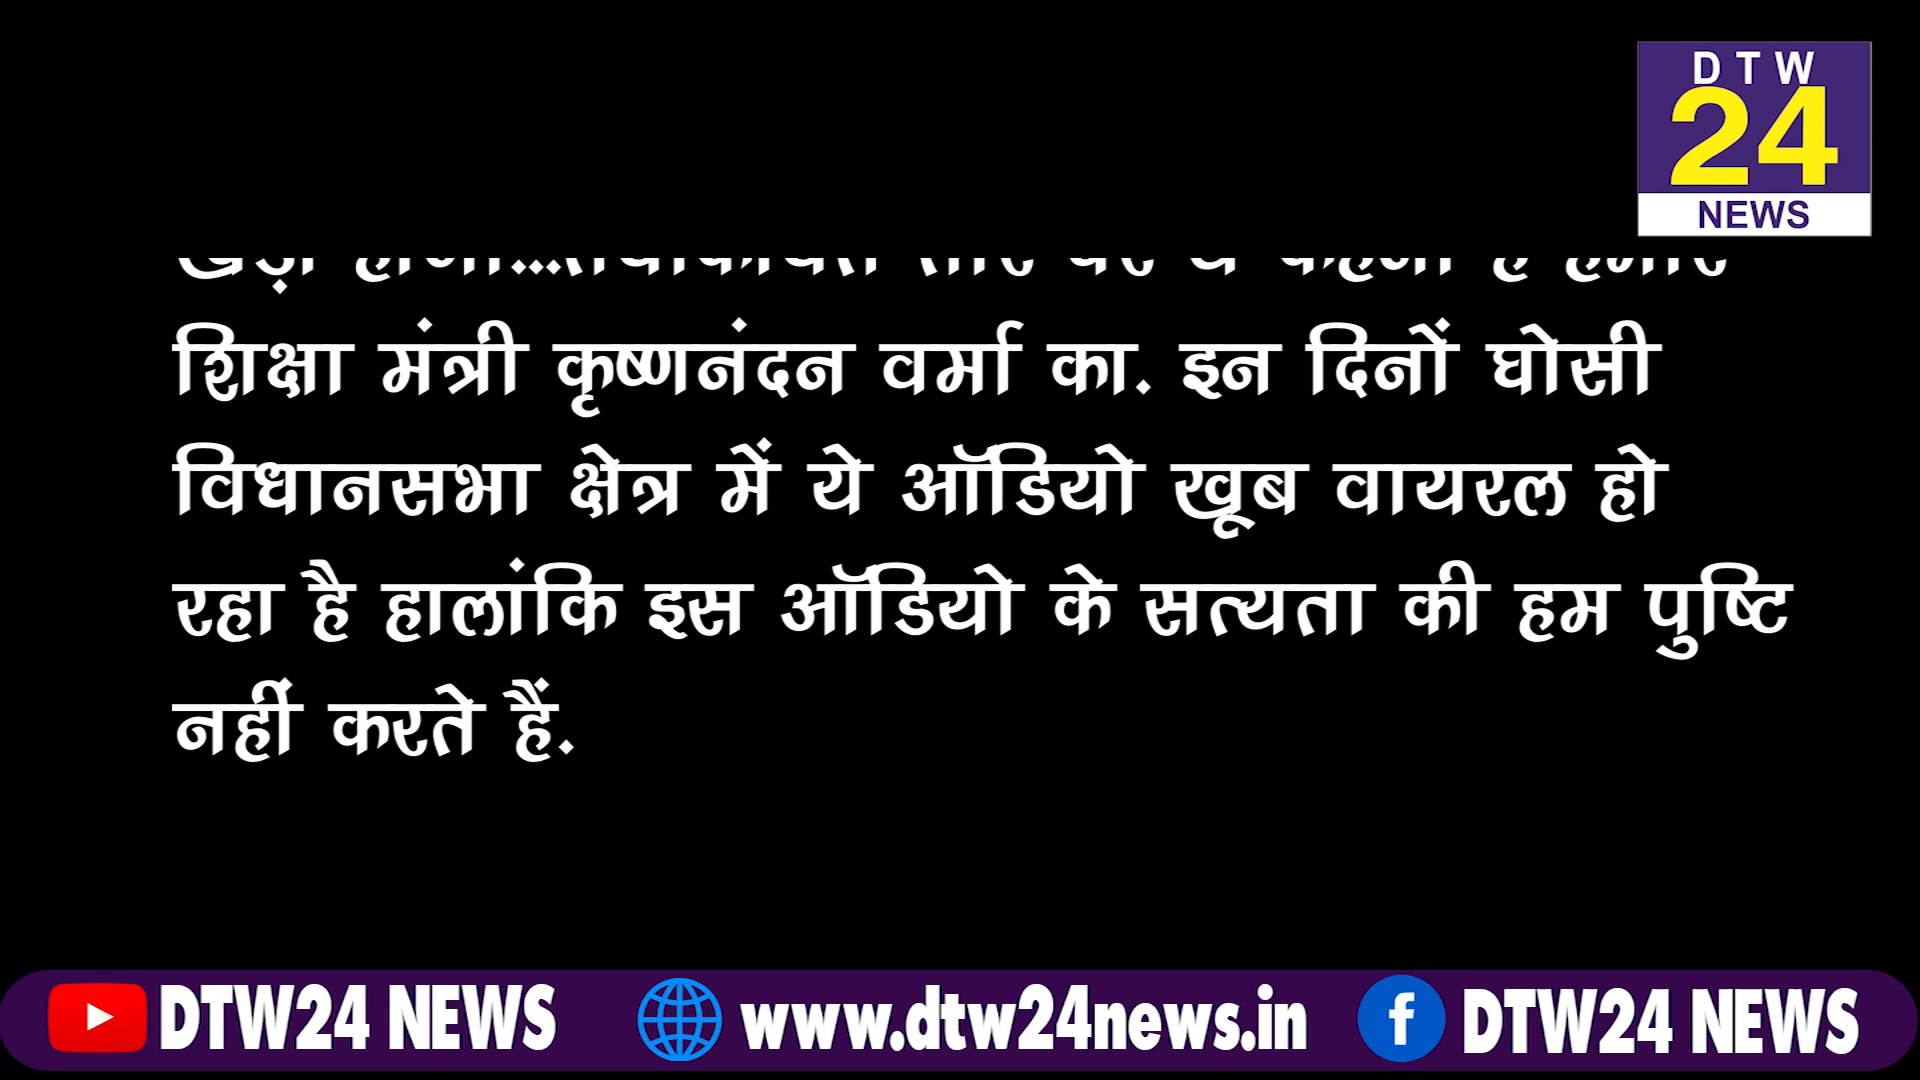 DTW
24
NEWS
शिक्षा मंत्री कृष्णनंदन वर्मा का. इन दिनों घोसी
विधानसभा क्षेत्र में ये ऑडियो खूब वायरल हो
रहा है हालांकि इस ऑडियो के सत्यता की हम पुष्टि
नहीं करते हैं.
DTW24 NEWS www.dtw24news.in DTW24 NEWS